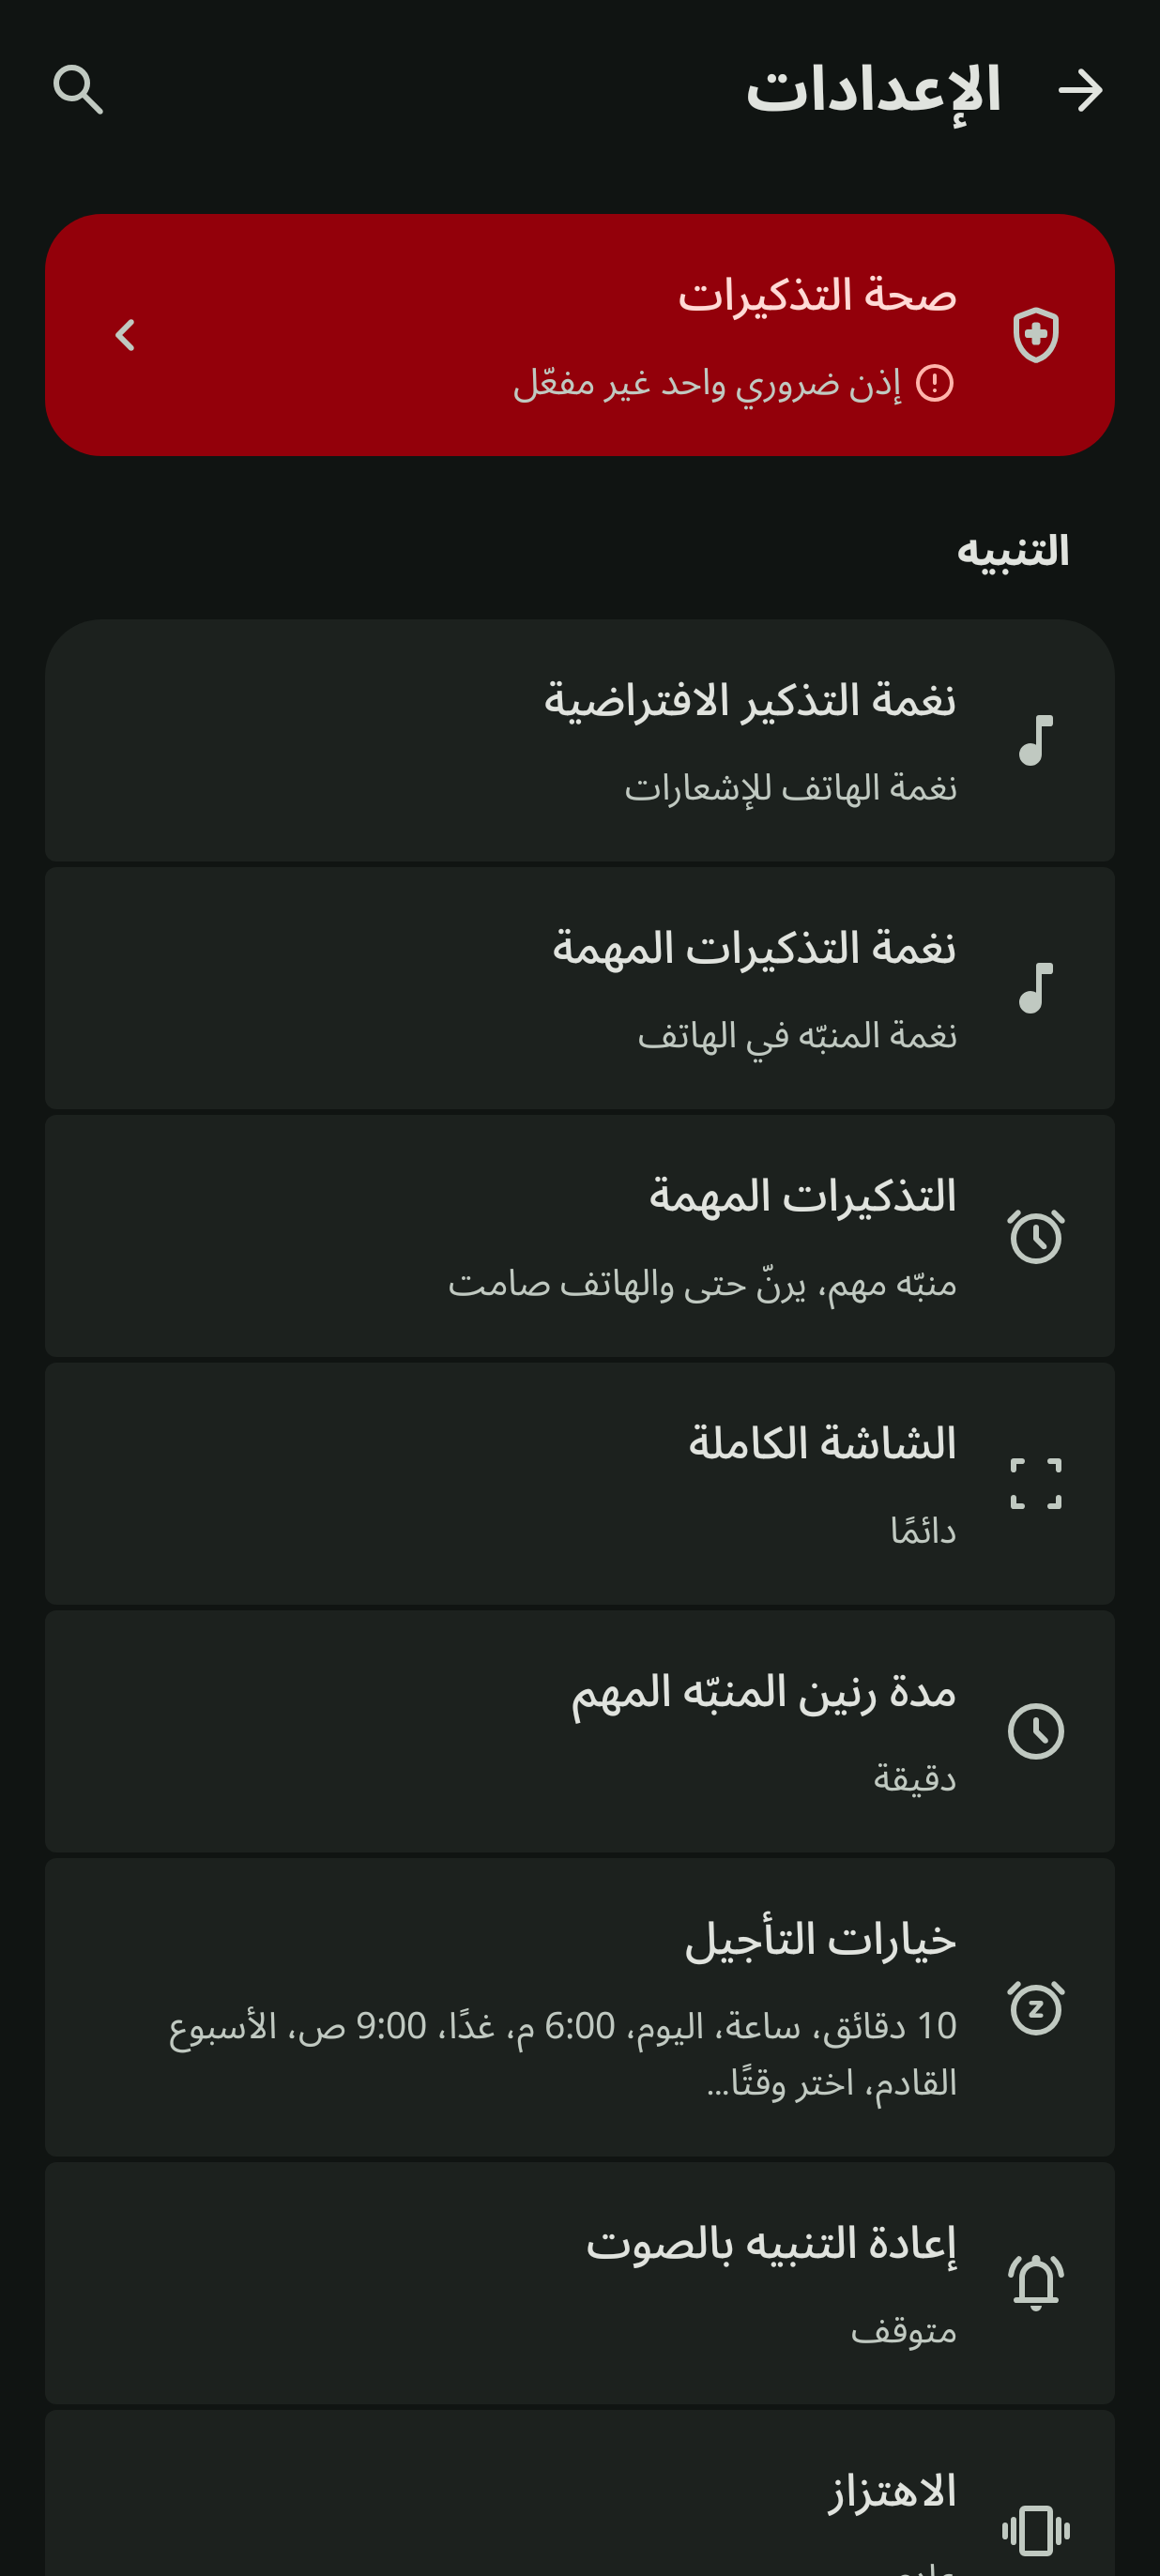 الإعدادات
صحة التذكيرات
إذن ضروري واحد غير مفعّل
التنبيه
نغمة التذكير الافتراضية
نغمة الهاتف للإشعارات
نغمة التذكيرات المهمة
نغمة المنبّه في الهاتف
التذكيرات المهمة
منبّه مهم، يرنّ حتى والهاتف صامت
الشاشة الكاملة
دائمًا
مدة رنين المنبّه المهم
دقيقة
خيارات التأجيل
10 دقائق، ساعة، اليوم، 6:00 م، غدًا، 9:00 ص، الأسبوع
القادم، اختر وقتًا...
إعادة التنبيه بالصوت
متوقف
الاهتزاز